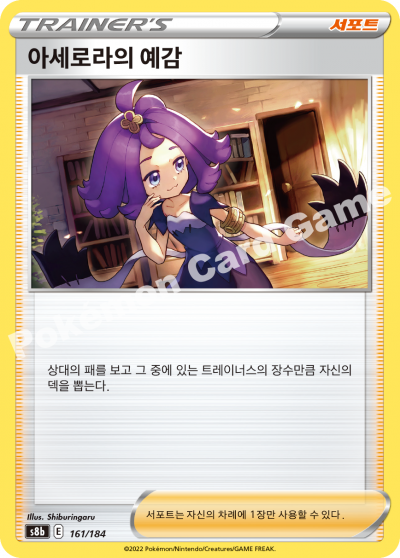 TRAINER'S 서포트
아세로라의 예감
Pokémon Card Game
상대의 패를 보고 그 중에 있는 트레이너스의 장수만큼 자신의
덱을 뽑는다.
Illus. Shiburingaru
s8b E 161/184
서포트는 자신의 차례에 1장만 사용할 수 있다.
©2022 Pokémon/Nintendo/Creatures/GAME FREAK.